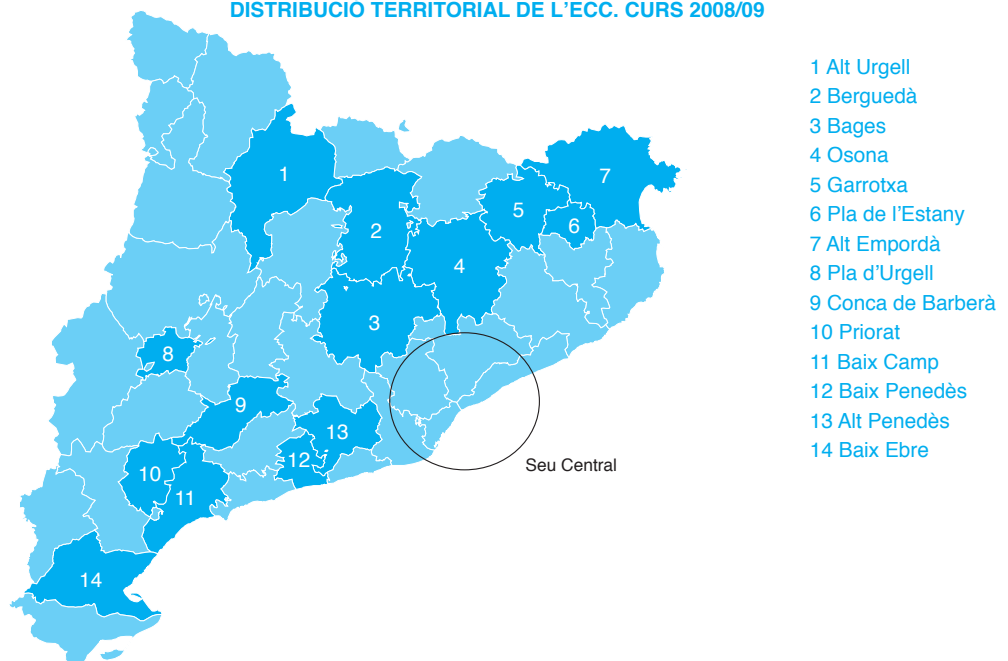 DISTRIBUCIÓ TERRITORIAL DE L'ECC. CURS 2008/09
1 Alt Urgell
2 Berguedà
3 Bages
4 Osona
5 Garrotxa
6 Pla de l'Estany
7 Alt Empordà
8 Pla d'Urgell
9 Conca de Barberà
10 Priorat
11 Baix Camp
12 Baix Penedès
13 Alt Penedès
14 Baix Ebre
1
7
5
6
2
4
3
8
9
13
12
10
11
14
Seu Central